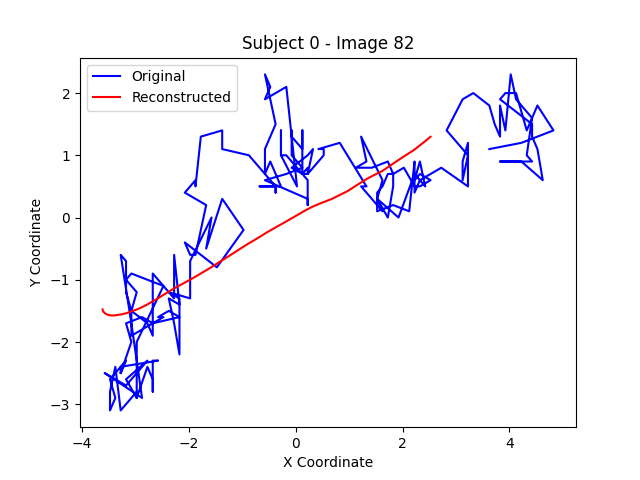 Subject 0 - Image 82
Original
Reconstructed
Y Coordinate
2
1
0
−1
−2
−3
−4
−2
0
2
4
X Coordinate